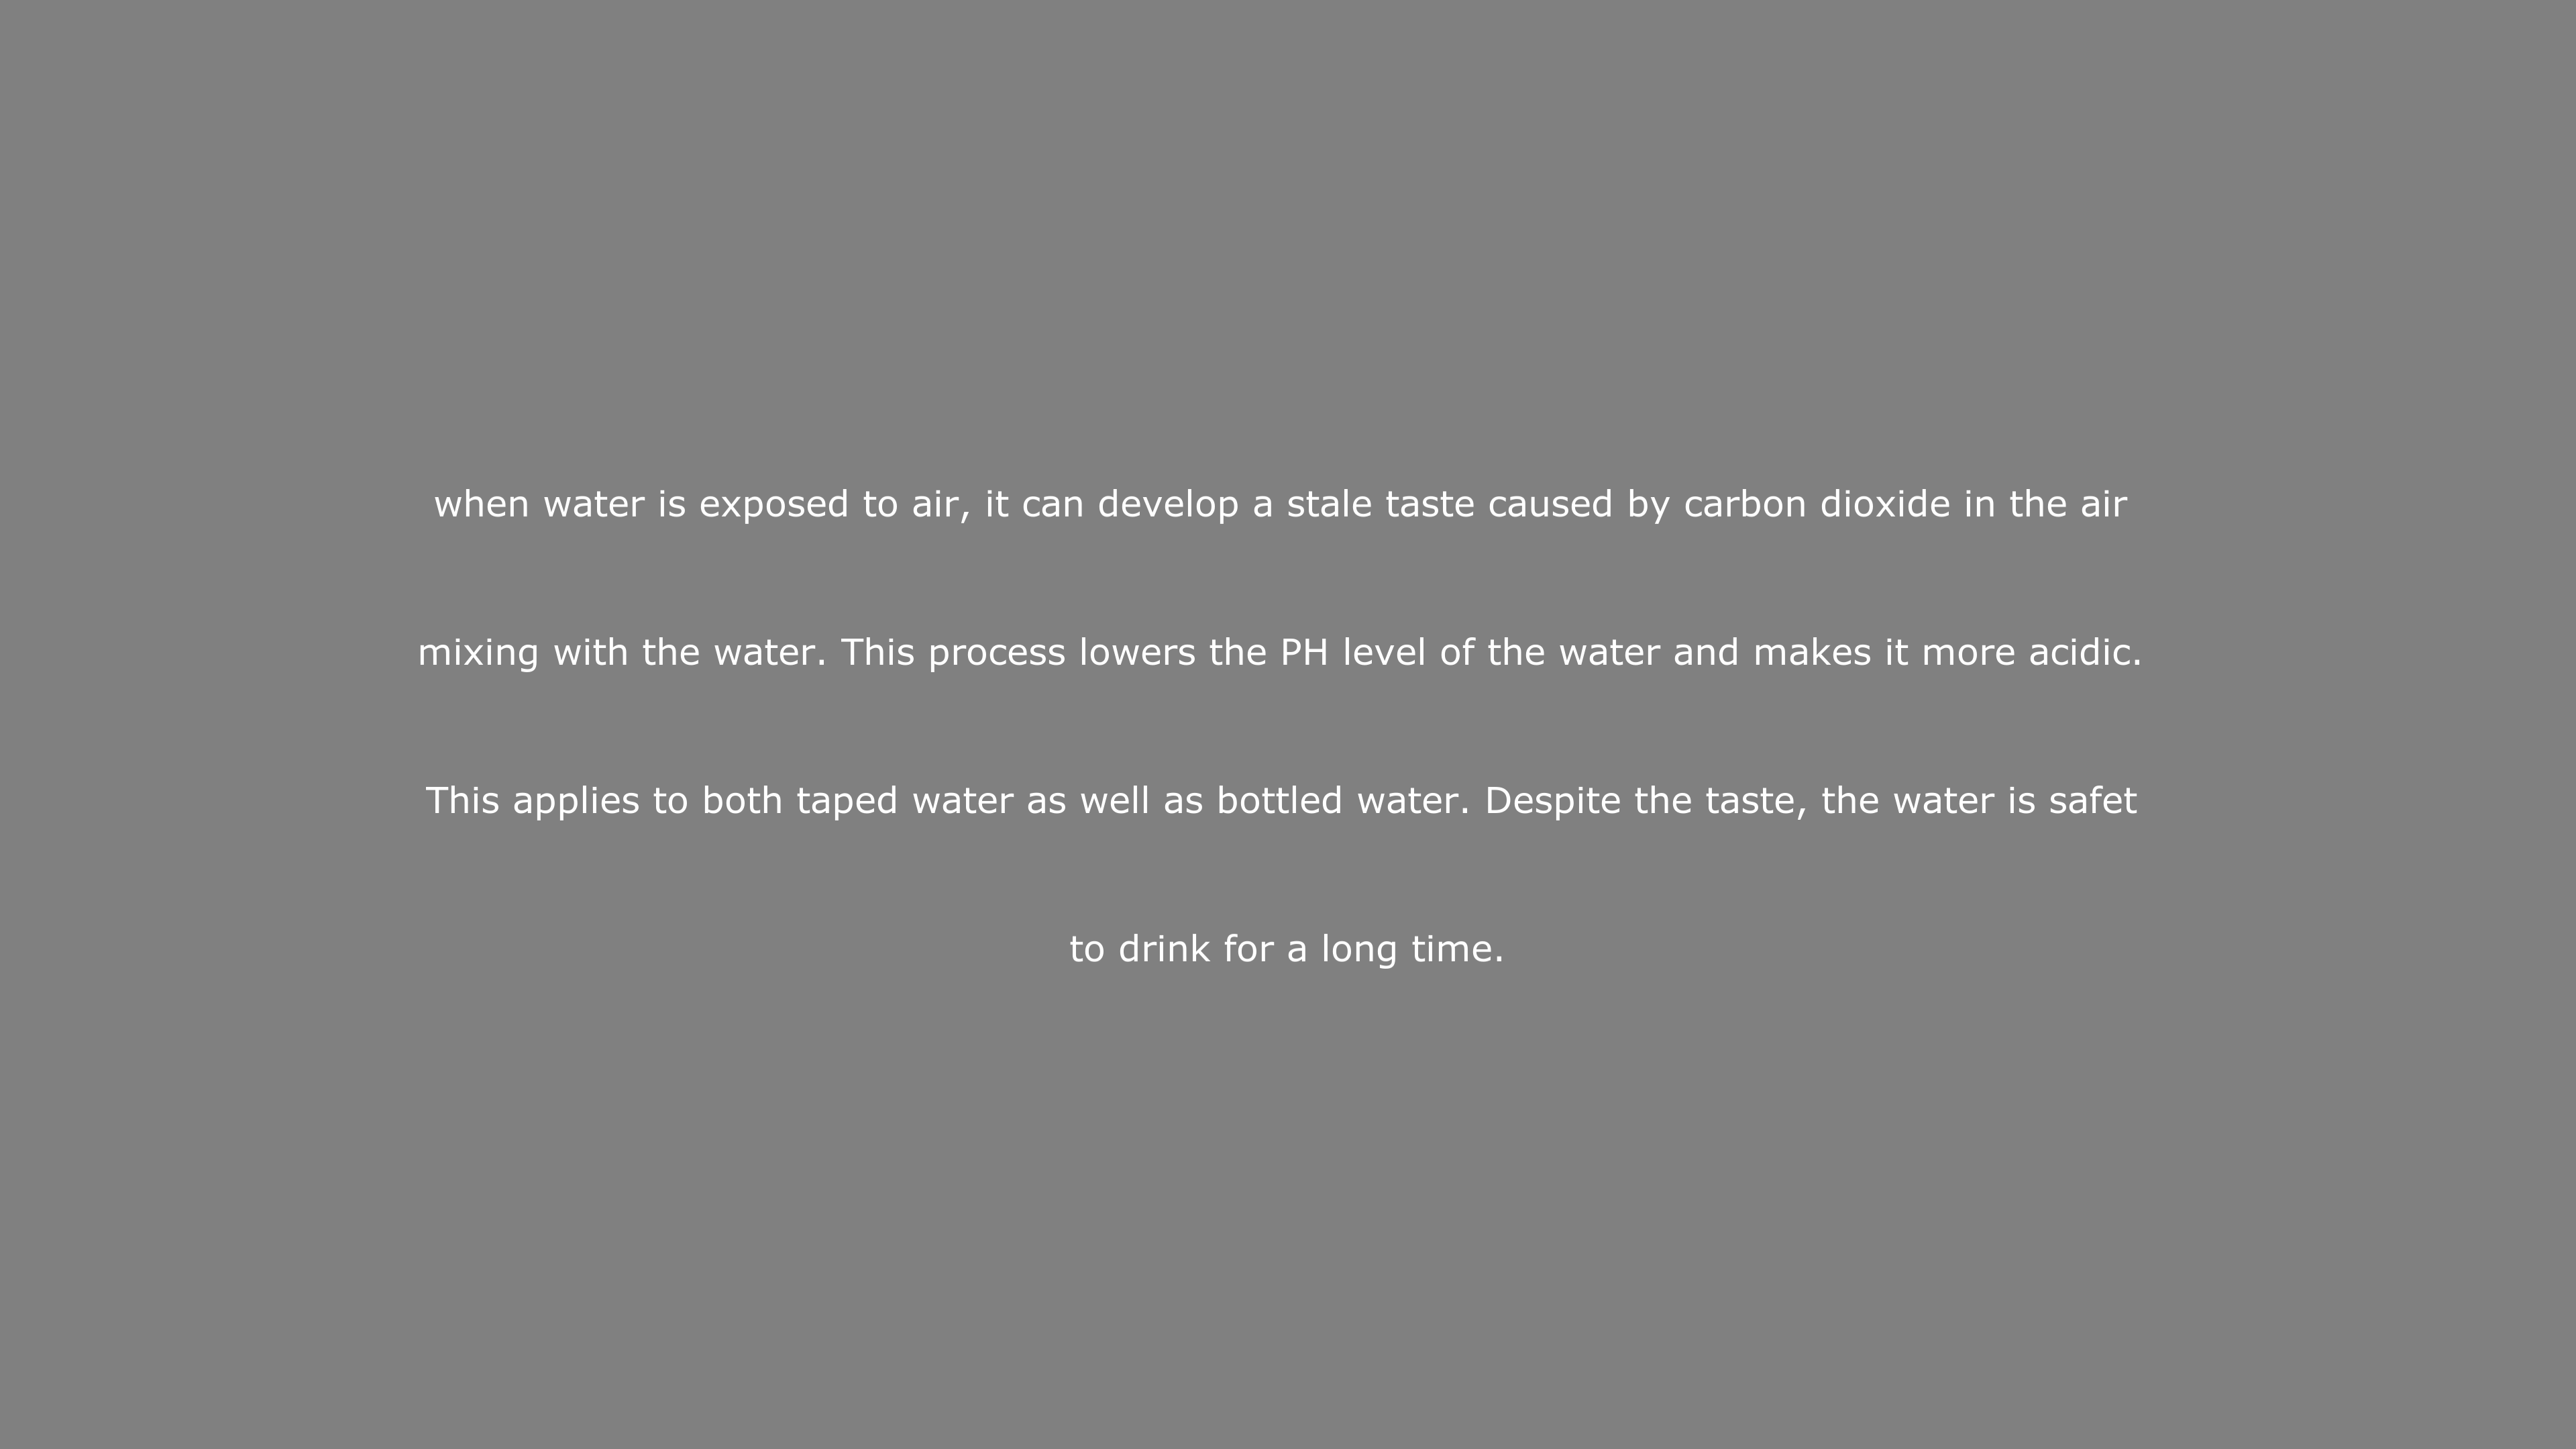 when water is exposed to air, it can develop a stale taste caused by carbon dioxide in the air
mixing with the water. This process lowers the PH level of the water and makes it more acidic.
This applies to both taped water as well as bottled water. Despite the taste, the water is safet
to drink for a long time.